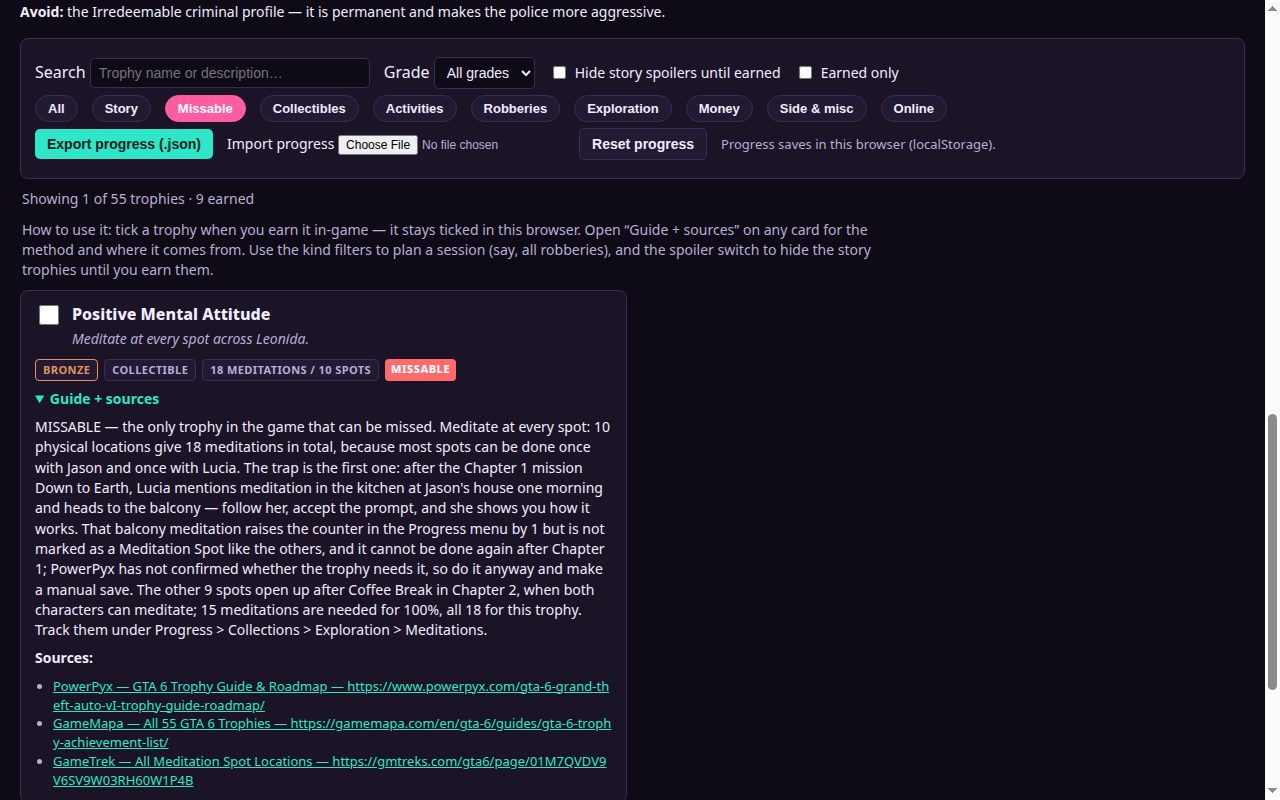 Avoid: the Irredeemable criminal profile — it is permanent and makes the police more aggressive.
Search Trophy name or description… Grade All grades Hide story spoilers until earned Earned only
All Story Missable Collectibles Activities Robberies Exploration Money Side & misc Online
Export progress (.json) Import progress Choose File No file chosen Reset progress Progress saves in this browser (localStorage).
Showing 1 of 55 trophies · 9 earned
How to use it: tick a trophy when you earn it in-game — it stays ticked in this browser. Open “Guide + sources” on any card for the
method and where it comes from. Use the kind filters to plan a session (say, all robberies), and the spoiler switch to hide the story
trophies until you earn them.
Positive Mental Attitude
Meditate at every spot across Leonida.
BRONZE COLLECTIBLE 18 MEDITATIONS / 10 SPOTS MISSABLE
▼ Guide + sources
MISSABLE — the only trophy in the game that can be missed. Meditate at every spot: 10
physical locations give 18 meditations in total, because most spots can be done once
with Jason and once with Lucia. The trap is the first one: after the Chapter 1 mission
Down to Earth, Lucia mentions meditation in the kitchen at Jason's house one morning
and heads to the balcony — follow her, accept the prompt, and she shows you how it
works. That balcony meditation raises the counter in the Progress menu by 1 but is not
marked as a Meditation Spot like the others, and it cannot be done again after Chapter
1; PowerPyx has not confirmed whether the trophy needs it, so do it anyway and make
a manual save. The other 9 spots open up after Coffee Break in Chapter 2, when both
characters can meditate; 15 meditations are needed for 100%, all 18 for this trophy.
Track them under Progress > Collections > Exploration > Meditations.
Sources:
• PowerPyx — GTA 6 Trophy Guide & Roadmap — https://www.powerpyx.com/gta-6-grand-th
eft-auto-vI-trophy-guide-roadmap/
• GameMapa — All 55 GTA 6 Trophies — https://gamemapa.com/en/gta-6/guides/gta-6-troph
y-achievement-list/
• GameTrek — All Meditation Spot Locations — https://gmtreks.com/gta6/page/01M7QVDV9
V6SV9W03RH60W1P4B